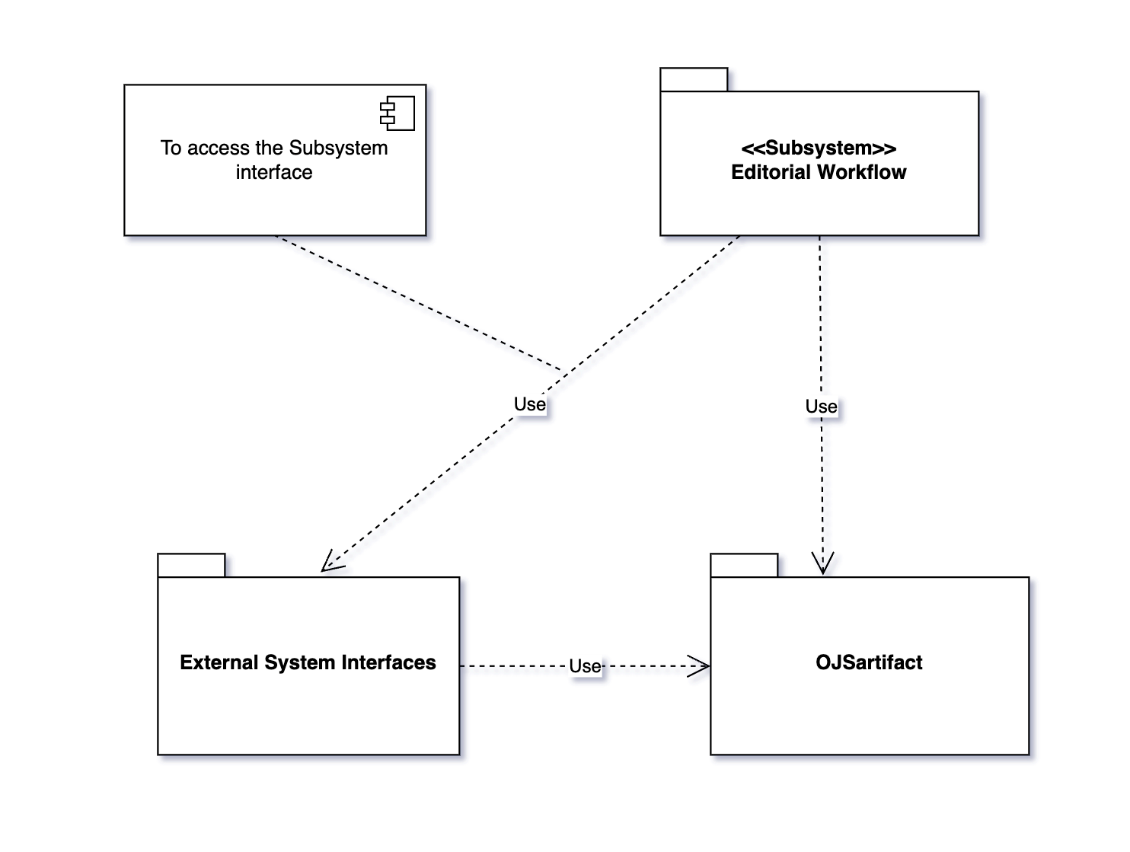 To access the Subsystem
interface
<<Subsystem>>
Editorial Workflow
Use
Use
External System Interfaces
Use
OJSartifact